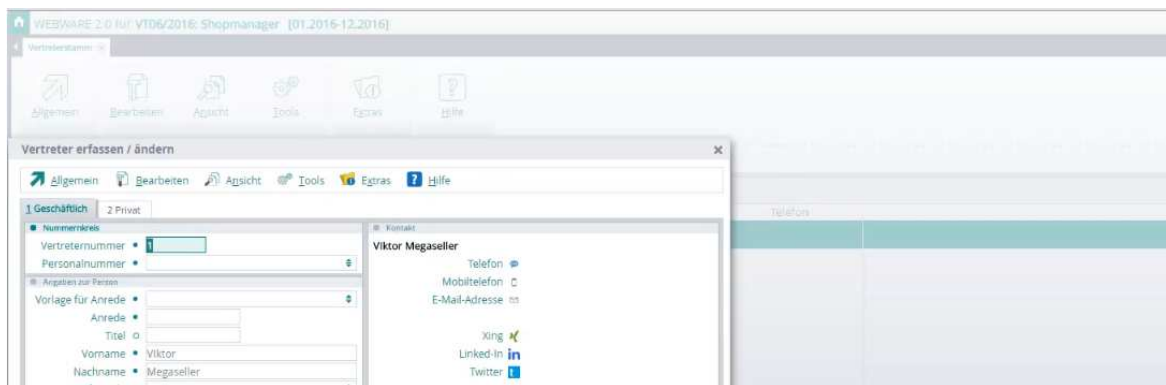 WEBWARE 2.0 für VT06/2016: Shopmanager [01.2016-12.2016]
Vertreterstamm
Allgemein Bearbeiten Ansicht Tools Extras Hilfe
Vertreter erfassen / ändern
Allgemein Bearbeiten Ansicht Tools Extras Hilfe
1 Geschäftlich 2 Privat
Telefon
Nummernkreis
Vertreternummer 1
Personalnummer
Angaben zur Person
Vorlage für Anrede
Anrede
Titel
Vorname VIktor
Nachname Megaseller
Kontakt
VIktor Megaseller
Telefon
Mobiltelefon
E-Mail-Adresse
Xing
Linked-In in
Twitter t